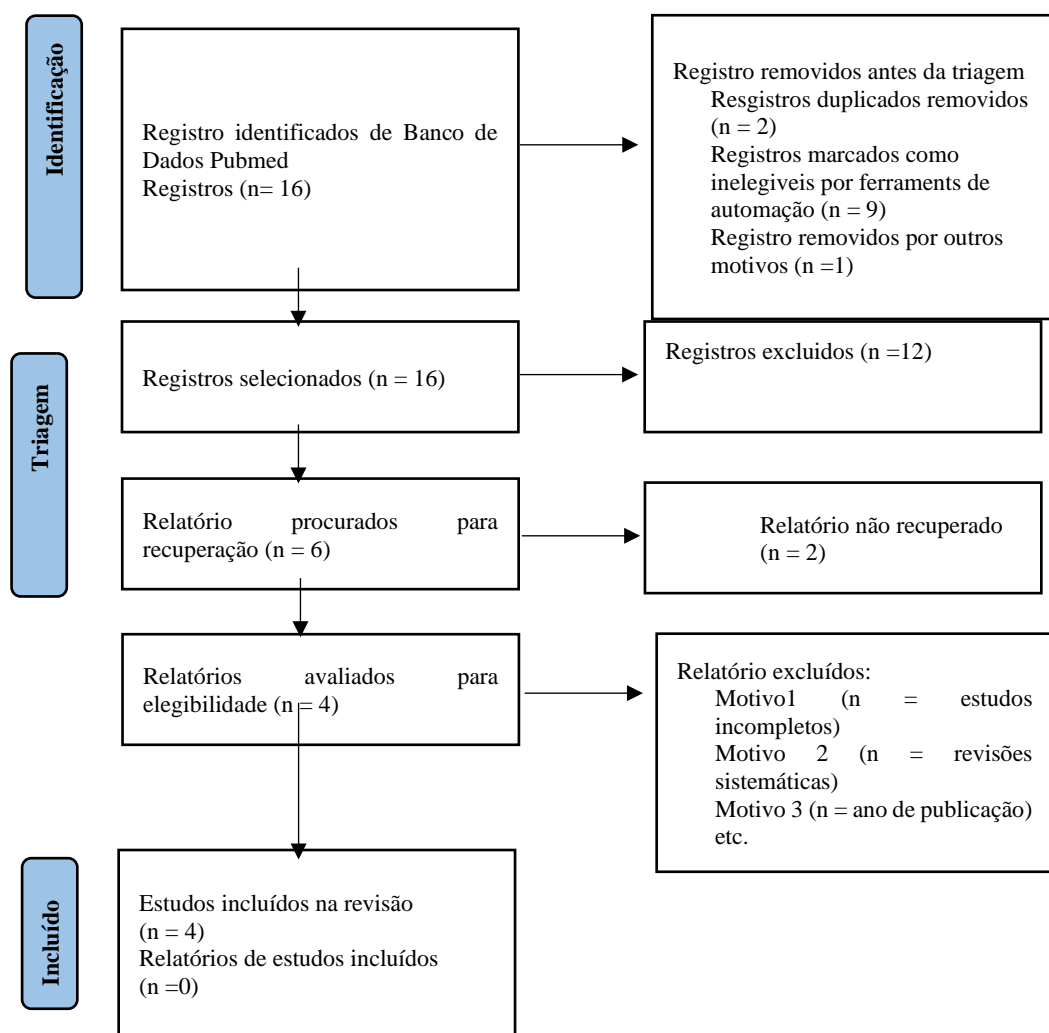 Identificação
Registro identificados de Banco de
Dados Pubmed
Registros (n= 16)
Registro removidos antes da triagem
Resgistros duplicados removidos
(n = 2)
Registros marcados como
inelegiveis por ferraments de
automação (n = 9)
Registro removidos por outros
motivos (n =1)
Triagem
Registros selecionados (n = 16)
Registros excluidos (n =12)
Relatório procurados para
recuperação (n = 6)
Relatório não recuperado
(n = 2)
Relatórios avaliados para
elegibilidade (n = 4)
Relatório excluídos:
Motivo1 (n = estudos
incompletos)
Motivo 2 (n = revisões
sistemáticas)
Motivo 3 (n = ano de publicação)
etc.
Incluído
Estudos incluídos na revisão
(n = 4)
Relatórios de estudos incluídos
(n =0)